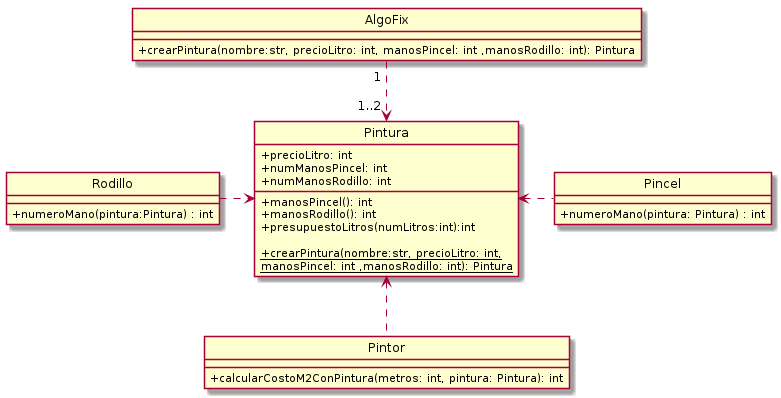 AlgoFix
+crearPintura(nombre:str, precioLitro: int, manosPincel: int ,manosRodillo: int): Pintura
1
1..2
Pintura
+precioLitro: int
+numManosPincel: int
+numManosRodillo: int
+manosPincel(): int
+manosRodillo(): int
+presupuestoLitros(numLitros:int):int
+crearPintura(nombre:str, precioLitro: int,
manosPincel: int ,manosRodillo: int): Pintura
Rodillo
+numeroMano(pintura:Pintura) : int
Pincel
+numeroMano(pintura: Pintura) : int
Pintor
+calcularCostoM2ConPintura(metros: int, pintura: Pintura): int